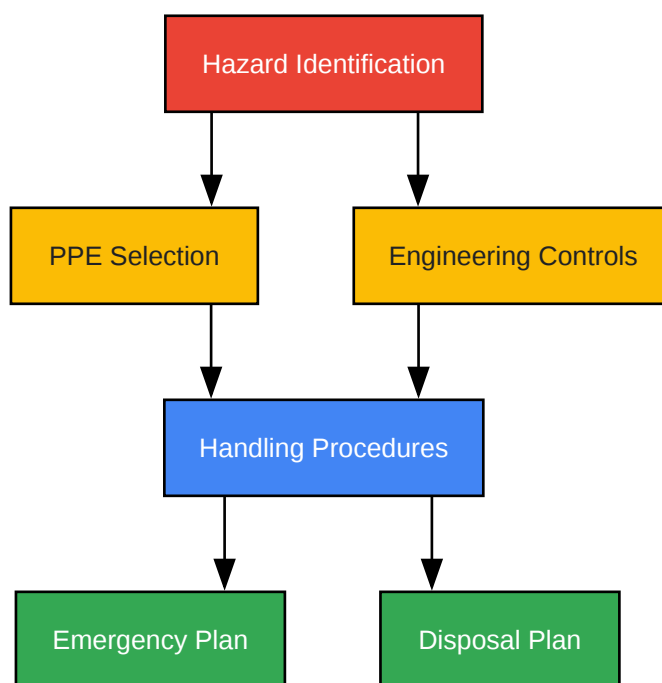 Hazard Identification
PPE Selection
Engineering Controls
Handling Procedures
Emergency Plan
Disposal Plan